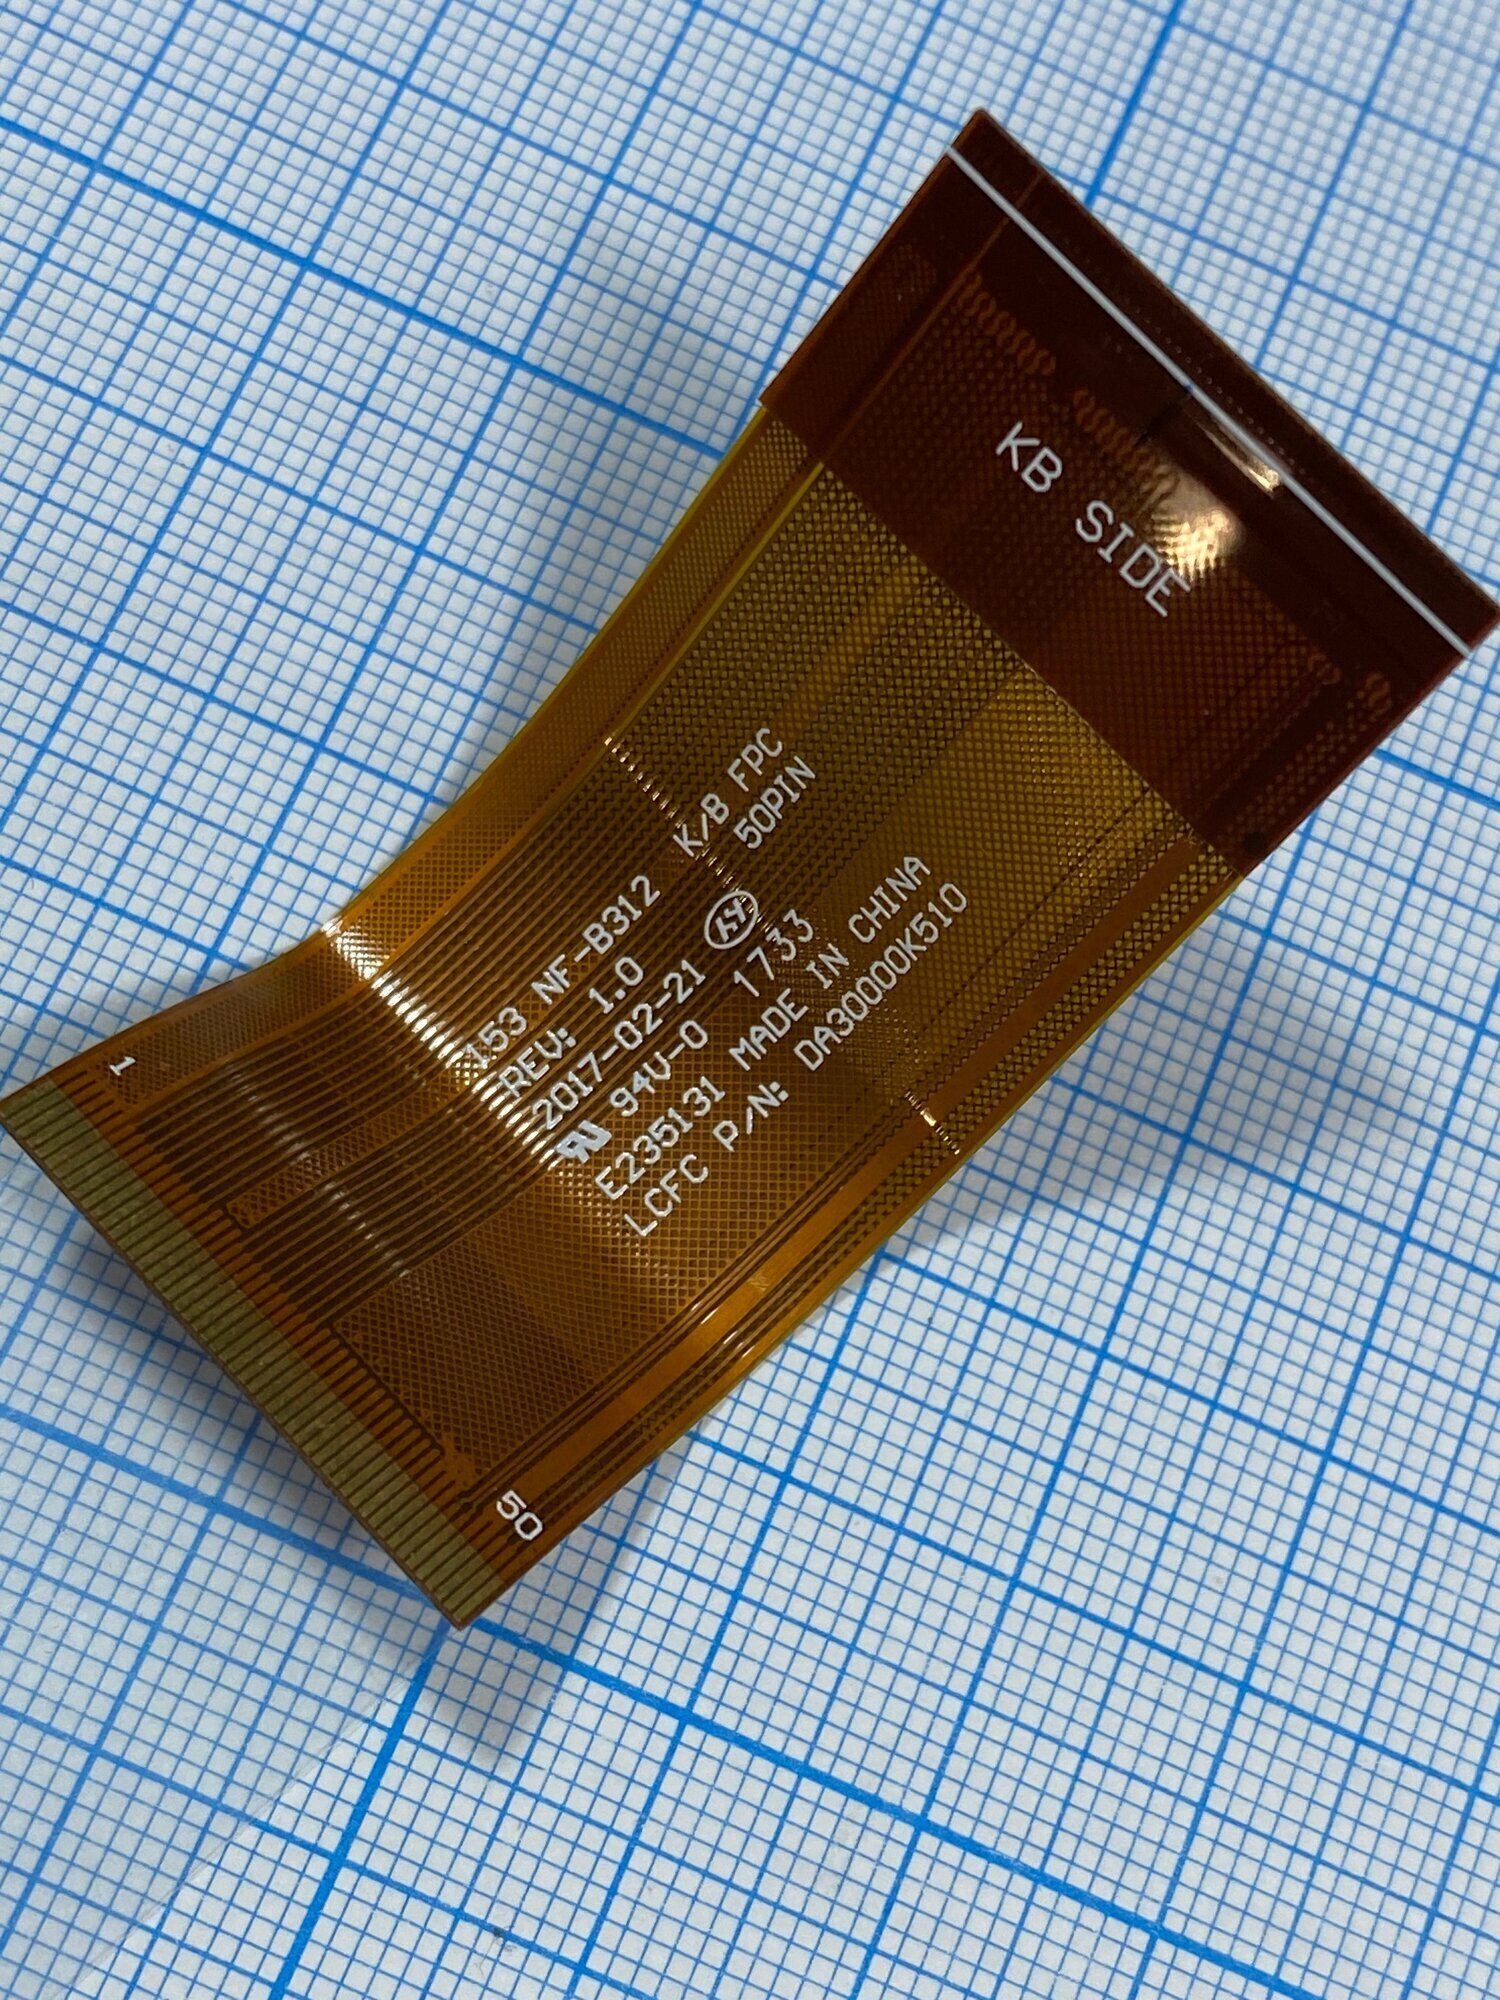 KB SIDE
153 NF-B312 K/B FPC
REV: 1.0 50PIN
2017-02-21
94V-0 1733
E235131 MADE IN CHINA
LCFC P/N: DA30000K510
1
50